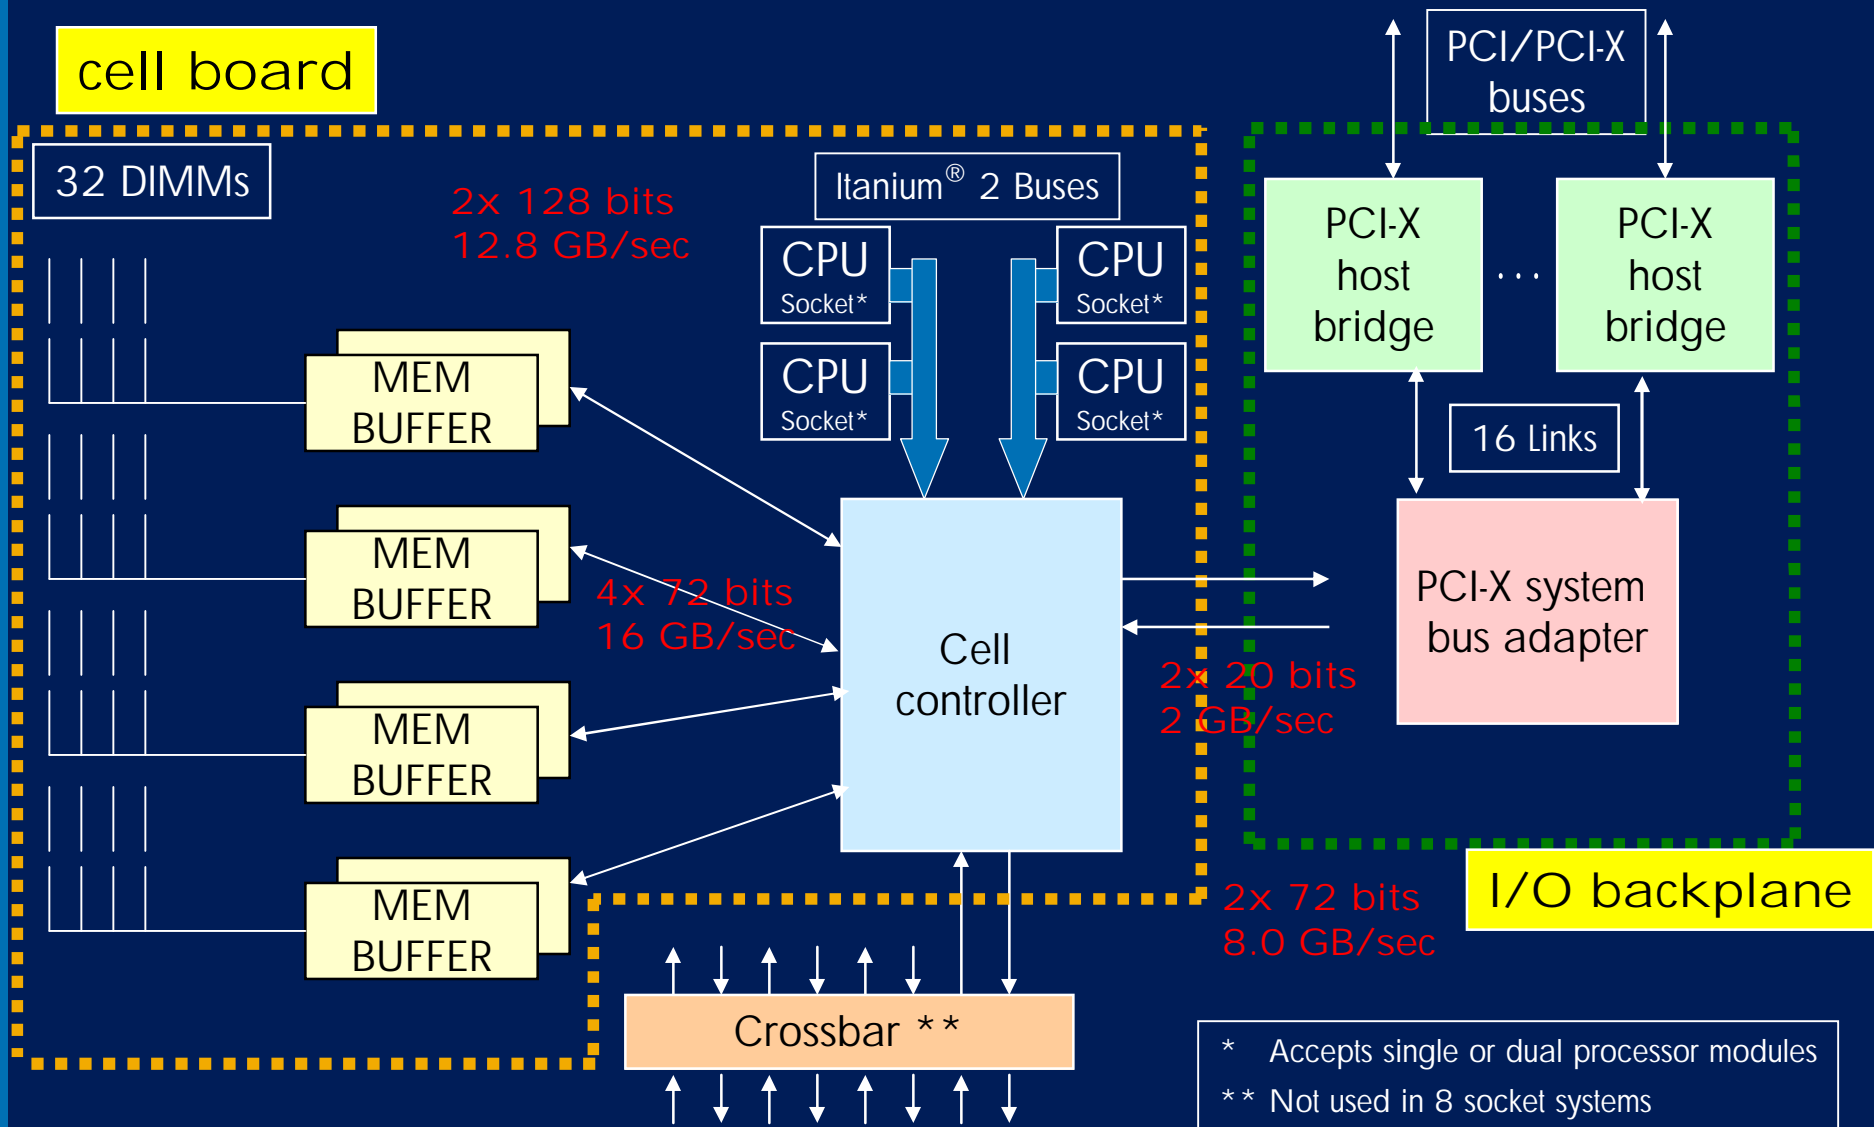 cell board
32 DIMMs
2x 128 bits
12.8 GB/sec
Itanium® 2 Buses
CPU
Socket*
CPU
Socket*
CPU
Socket*
CPU
Socket*
MEM
BUFFER
MEM
BUFFER
MEM
BUFFER
MEM
BUFFER
4x 72 bits
16 GB/sec
Cell
controller
2x 20 bits
2 GB/sec
PCI/PCI-X
buses
PCI-X
host
bridge
...
PCI-X
host
bridge
16 Links
PCI-X system
bus adapter
I/O backplane
2x 72 bits
8.0 GB/sec
Crossbar **
* Accepts single or dual processor modules
** Not used in 8 socket systems